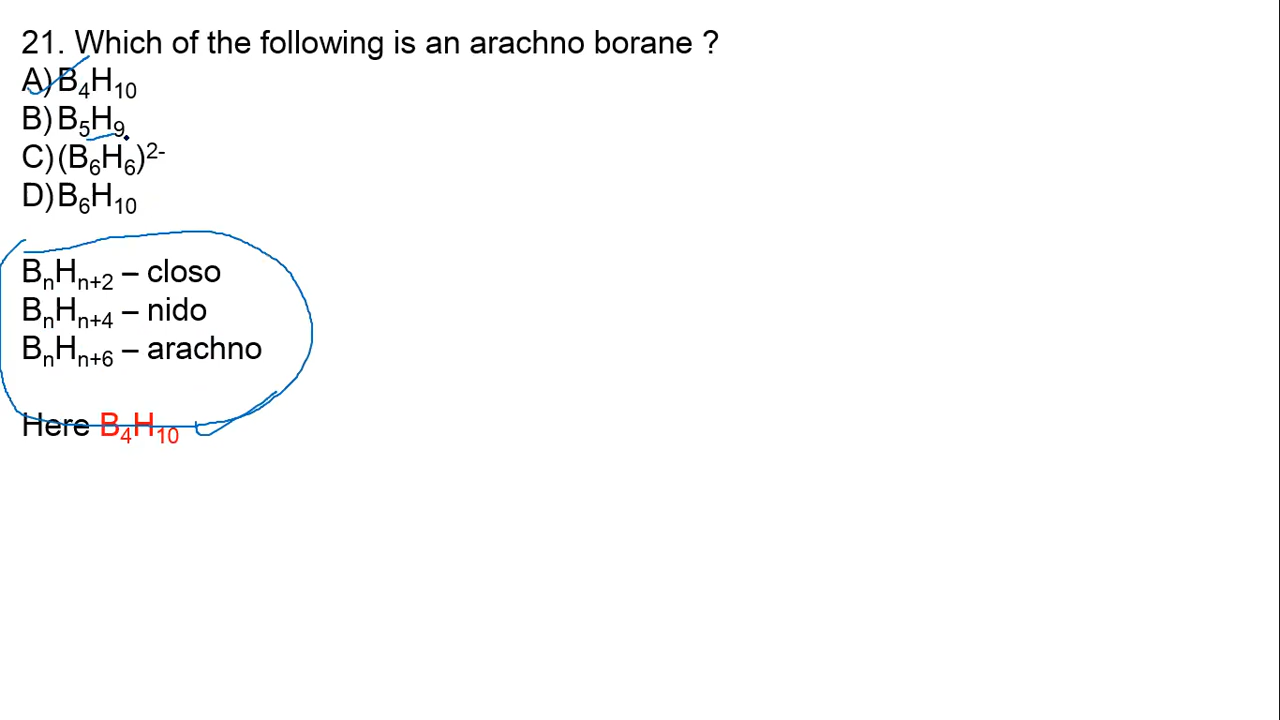 21. Which of the following is an arachno borane ?
A) B₄H₁₀
B) B₅H₉
C) (B₆H₆)²⁻
D) B₆H₁₀
BₙHₙ₊₂ – closo
BₙHₙ₊₄ – nido
BₙHₙ₊₆ – arachno
Here B₄H₁₀